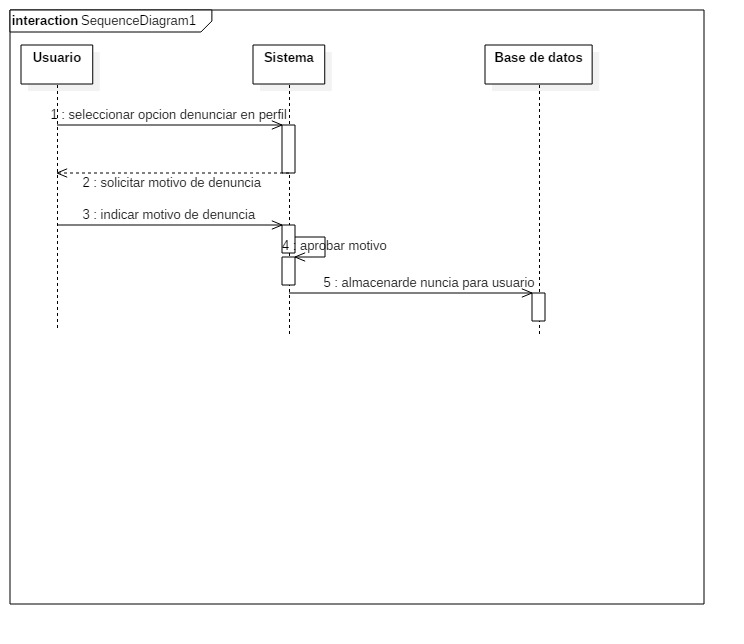 interaction SequenceDiagram1
Usuario
Sistema
Base de datos
1 : seleccionar opcion denunciar en perfil
2 : solicitar motivo de denuncia
3 : indicar motivo de denuncia
4 : aprobar motivo
5 : almacenarde nuncia para usuario